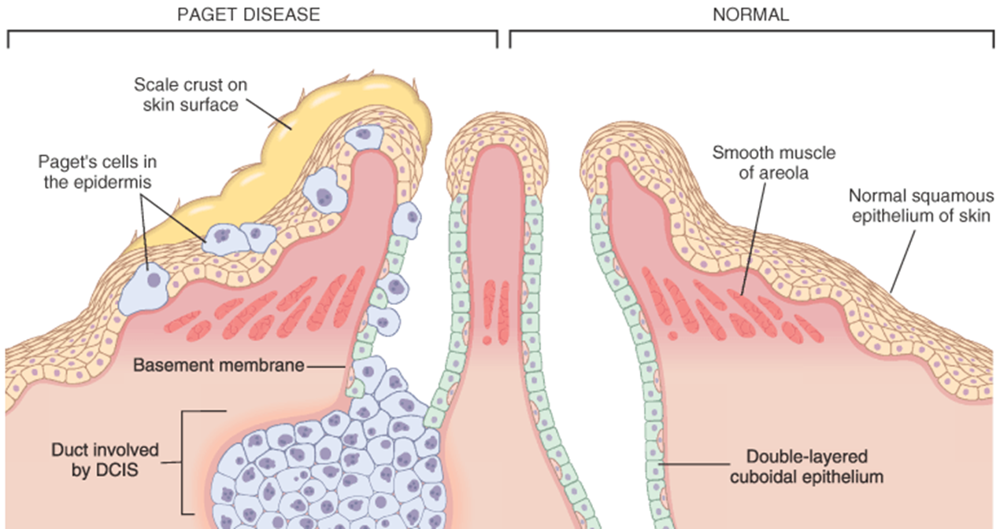 PAGET DISEASE
NORMAL
Scale crust on
skin surface
Paget's cells in
the epidermis
Smooth muscle
of areola
Normal squamous
epithelium of skin
Basement membrane
Duct involved
by DCIS
Double-layered
cuboidal epithelium